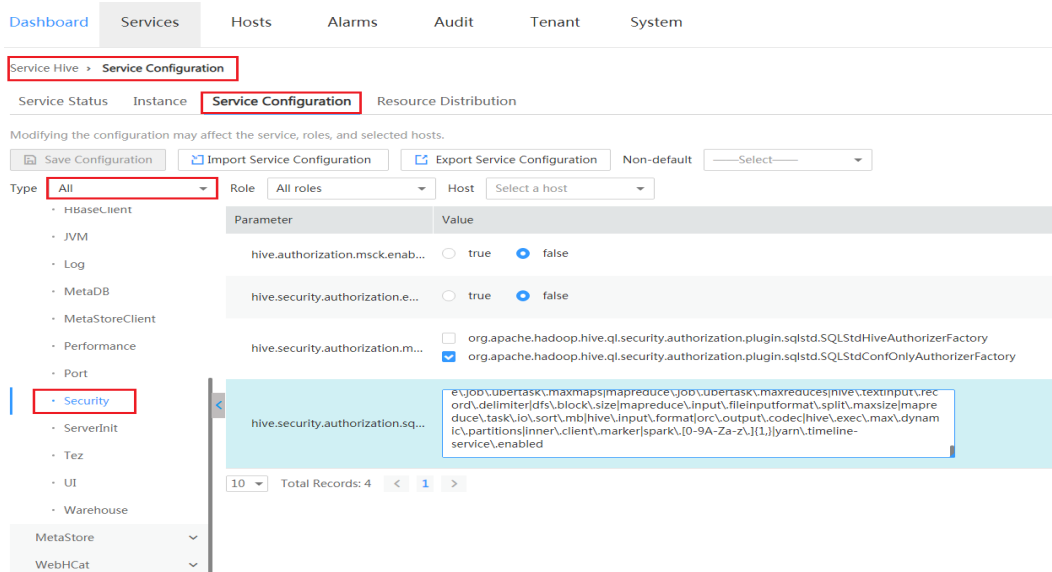 Dashboard Services Hosts Alarms Audit Tenant System
Service Hive > Service Configuration
Service Status Instance Service Configuration Resource Distribution
Modifying the configuration may affect the service, roles, and selected hosts.
Save Configuration Import Service Configuration Export Service Configuration Non-default ——Select——
Type All Role All roles Host Select a host
HBaseClient
JVM
Log
MetaDB
MetaStoreClient
Performance
Port
Security
ServerInit
Tez
UI
Warehouse
MetaStore
WebHCat
Parameter Value
hive.authorization.msck.enab... true false
hive.security.authorization.e... true false
hive.security.authorization.m...
org.apache.hadoop.hive.ql.security.authorization.plugin.sqlstd.SQLStdHiveAuthorizerFactory
org.apache.hadoop.hive.ql.security.authorization.plugin.sqlstd.SQLStdConfOnlyAuthorizerFactory
hive.security.authorization.sq...
e\.job\.ubertask\.maxmaps|mapreduce\.job\.ubertask\.maxreduces|hive\.textinput\.rec
ord\.delimiter|dfs\.block\.size|mapreduce\.input\.fileinputformat\.split\.maxsize|mapre
duce\.task\.io\.sort\.mb|hive\.input\.format|orc\.output\.codec|hive\.exec\.max\.dynam
ic\.partitions|inner\.client\.marker|spark\.[0-9A-Za-z\.]{1,}|yarn\.timeline-
service\.enabled
10 Total Records: 4 < 1 >